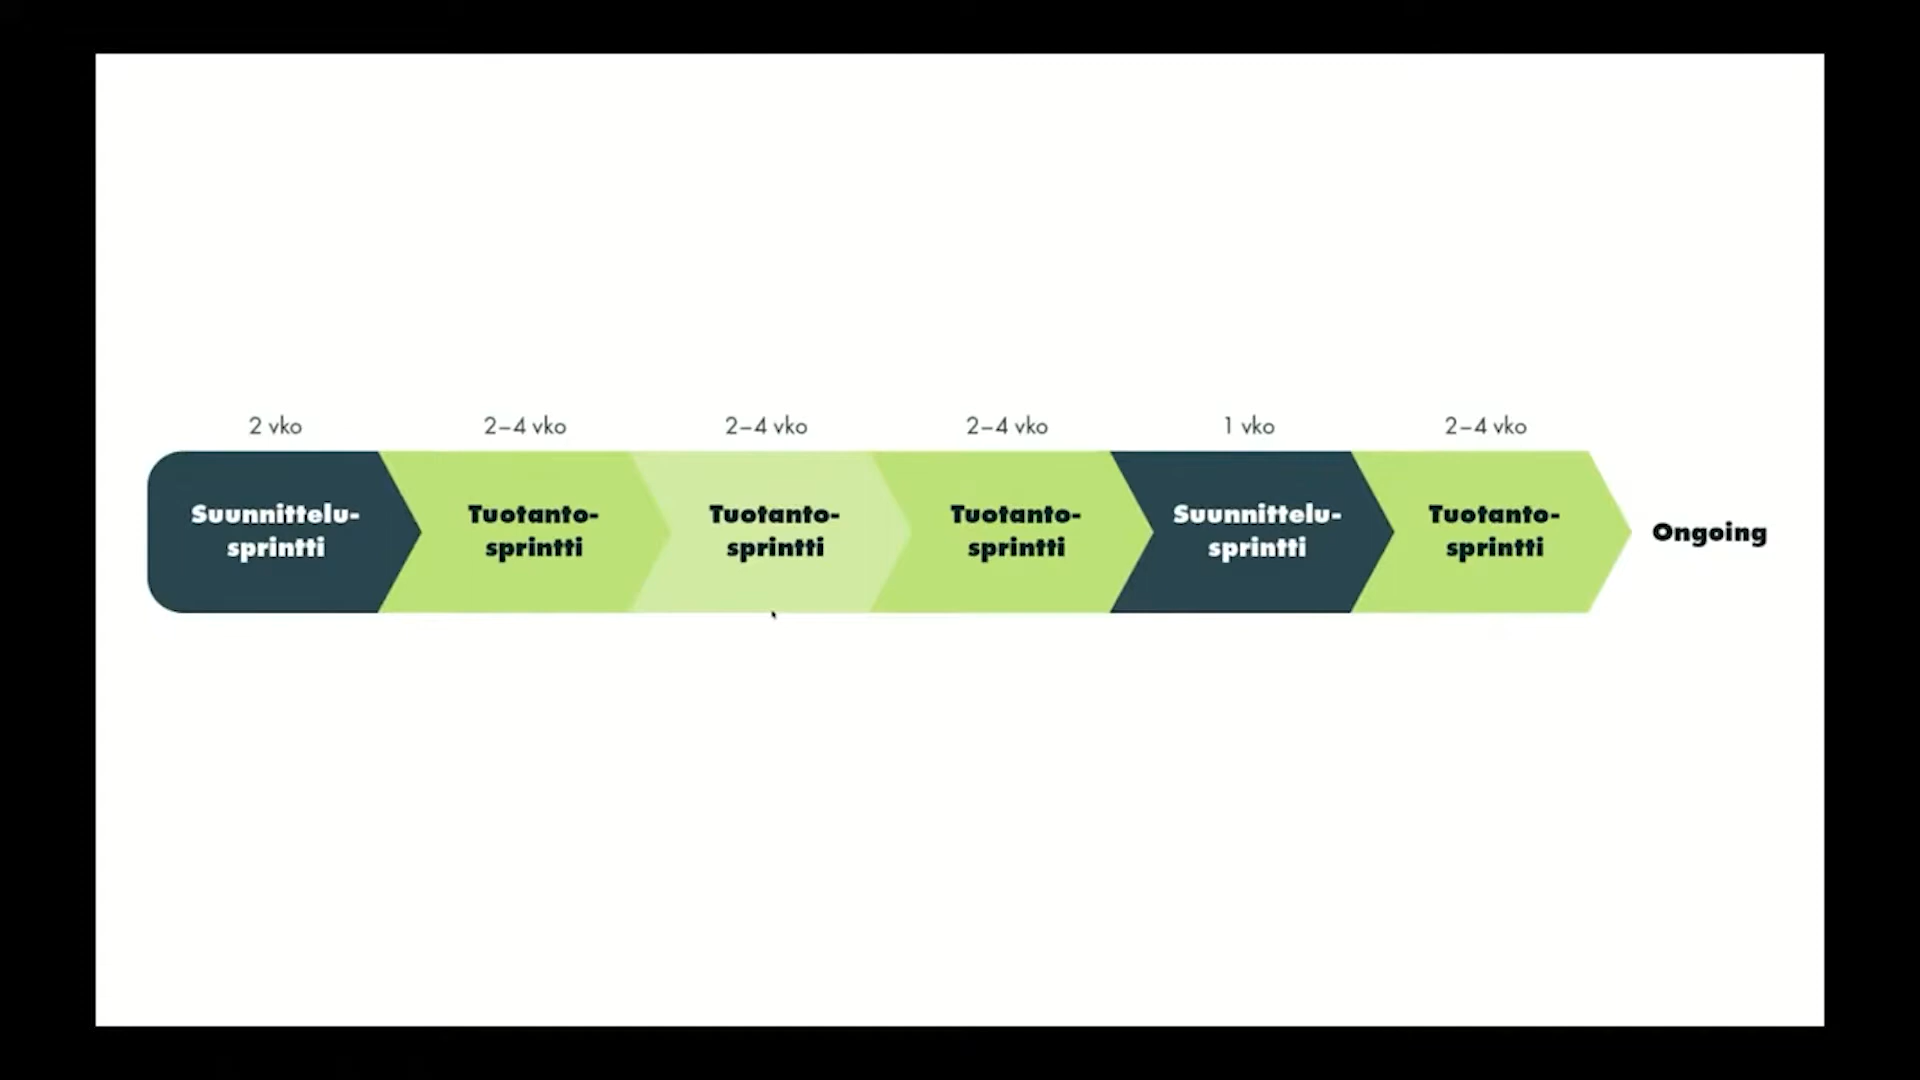 2 vko
2–4 vko
2–4 vko
2–4 vko
1 vko
2–4 vko
Suunnittelu-
sprintti
Tuotanto-
sprintti
Tuotanto-
sprintti
Tuotanto-
sprintti
Suunnittelu-
sprintti
Tuotanto-
sprintti
Ongoing